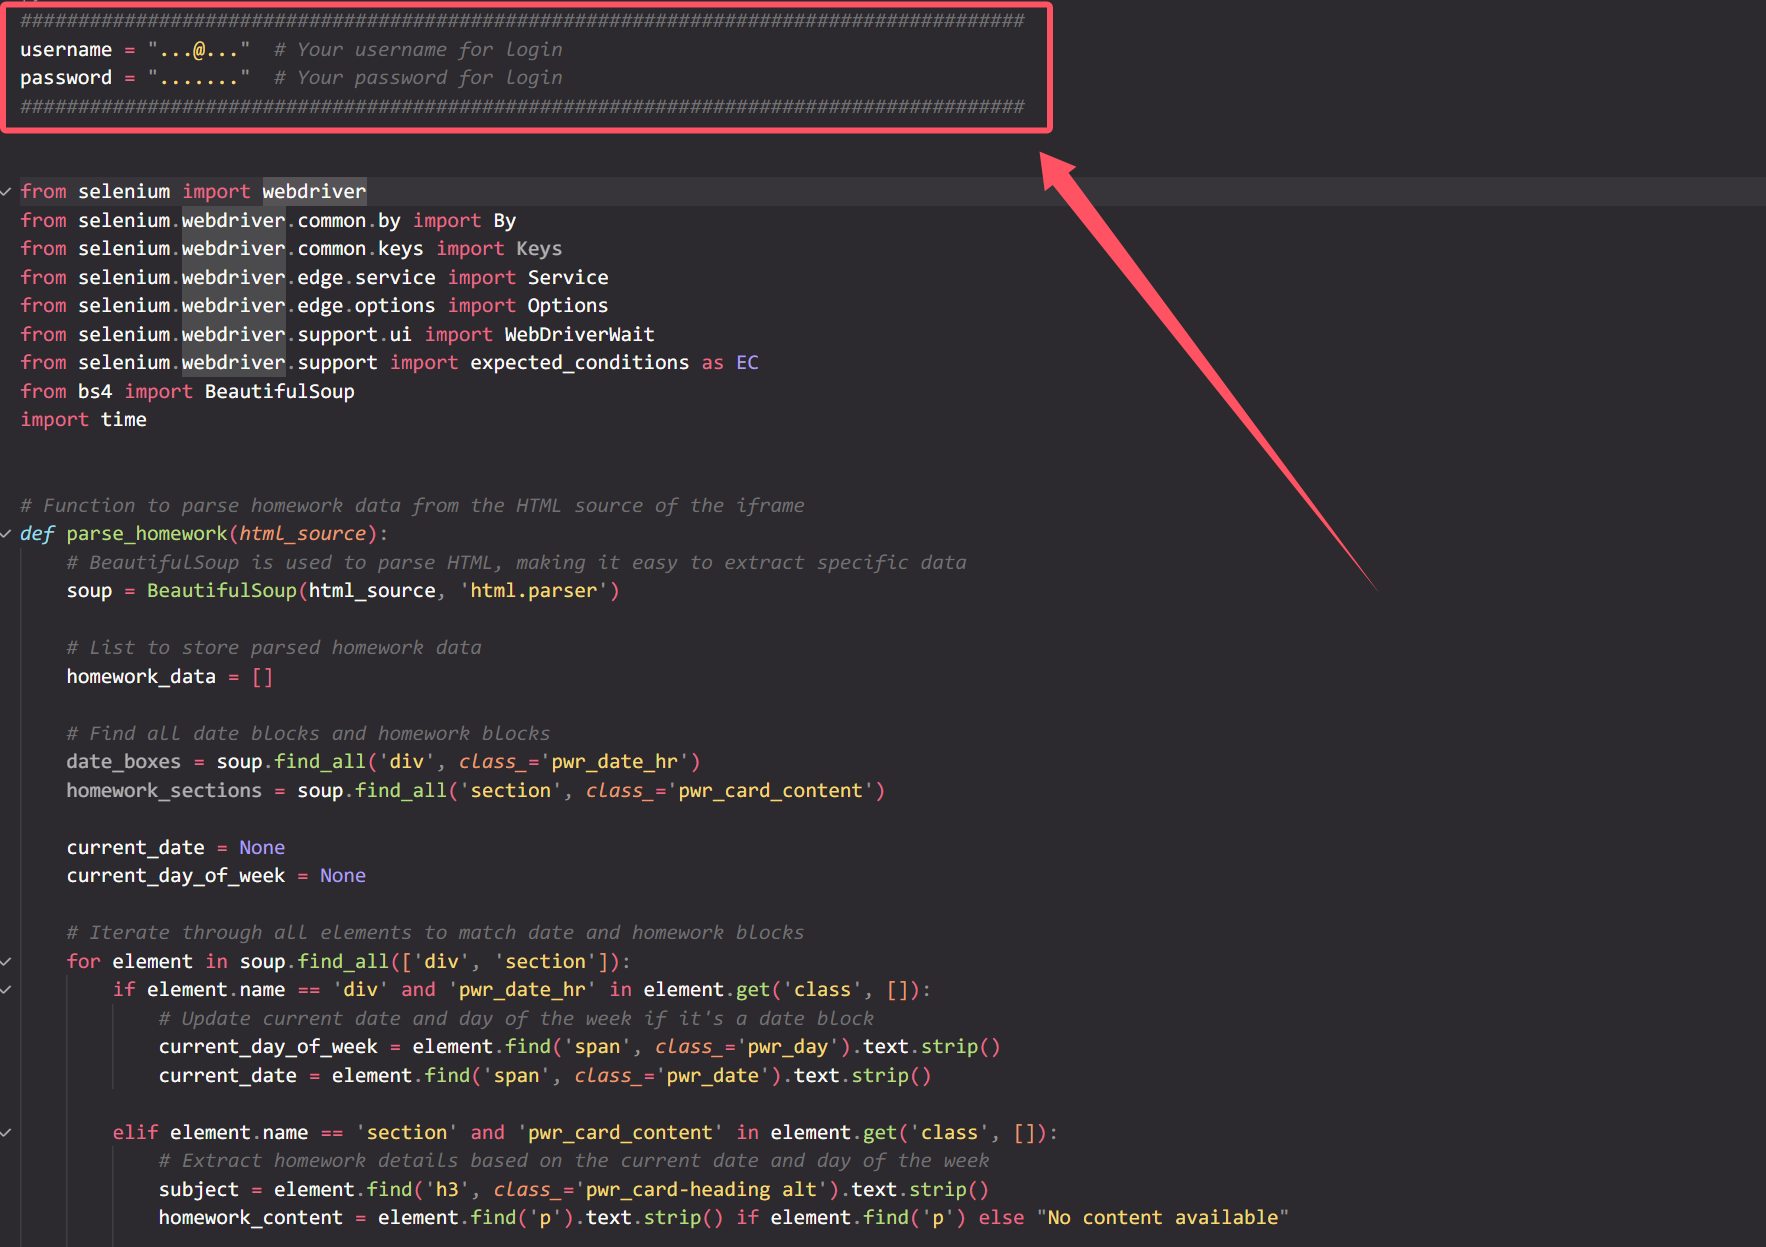 #######################################################################################
username = "...@..."  # Your username for login
password = "......."  # Your password for login
#######################################################################################
from selenium import webdriver
from selenium.webdriver.common.by import By
from selenium.webdriver.common.keys import Keys
from selenium.webdriver.edge.service import Service
from selenium.webdriver.edge.options import Options
from selenium.webdriver.support.ui import WebDriverWait
from selenium.webdriver.support import expected_conditions as EC
from bs4 import BeautifulSoup
import time
# Function to parse homework data from the HTML source of the iframe
def parse_homework(html_source):
    # BeautifulSoup is used to parse HTML, making it easy to extract specific data
    soup = BeautifulSoup(html_source, 'html.parser')
    # List to store parsed homework data
    homework_data = []
    # Find all date blocks and homework blocks
    date_boxes = soup.find_all('div', class_='pwr_date_hr')
    homework_sections = soup.find_all('section', class_='pwr_card_content')
    current_date = None
    current_day_of_week = None
    # Iterate through all elements to match date and homework blocks
    for element in soup.find_all(['div', 'section']):
        if element.name == 'div' and 'pwr_date_hr' in element.get('class', []):
            # Update current date and day of the week if it's a date block
            current_day_of_week = element.find('span', class_='pwr_day').text.strip()
            current_date = element.find('span', class_='pwr_date').text.strip()
        elif element.name == 'section' and 'pwr_card_content' in element.get('class', []):
            # Extract homework details based on the current date and day of the week
            subject = element.find('h3', class_='pwr_card-heading alt').text.strip()
            homework_content = element.find('p').text.strip() if element.find('p') else "No content available"